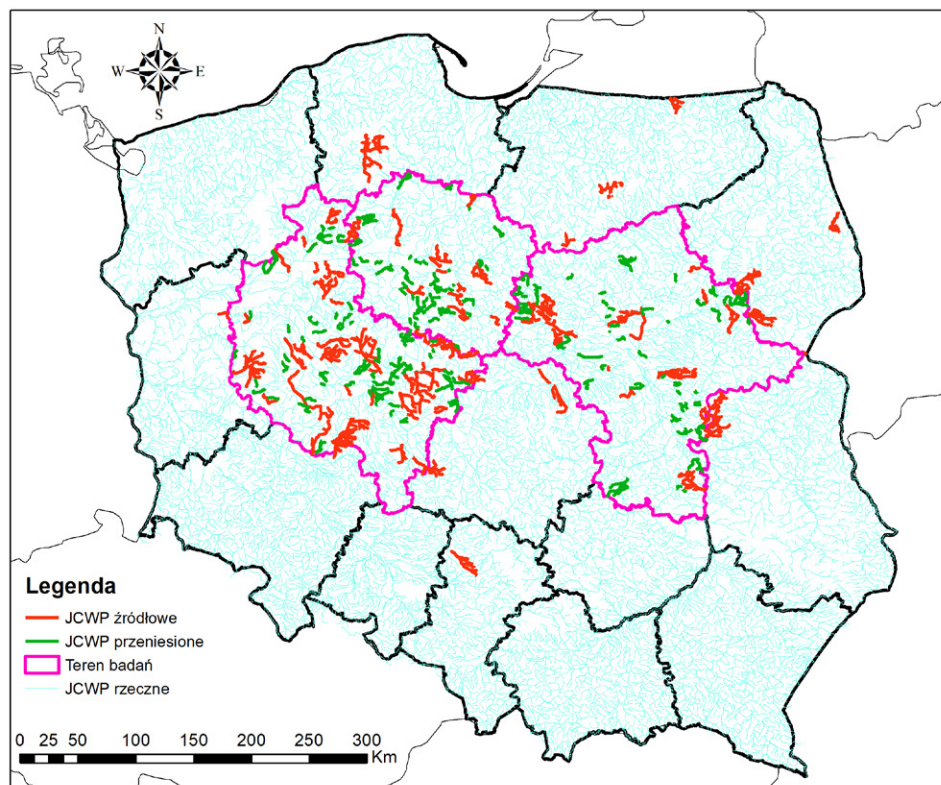 N
W E
S
Legenda
JCWP źródłowe
JCWP przeniesione
Teren badań
JCWP rzeczne
0 25 50 100 150 200 250 300
Km